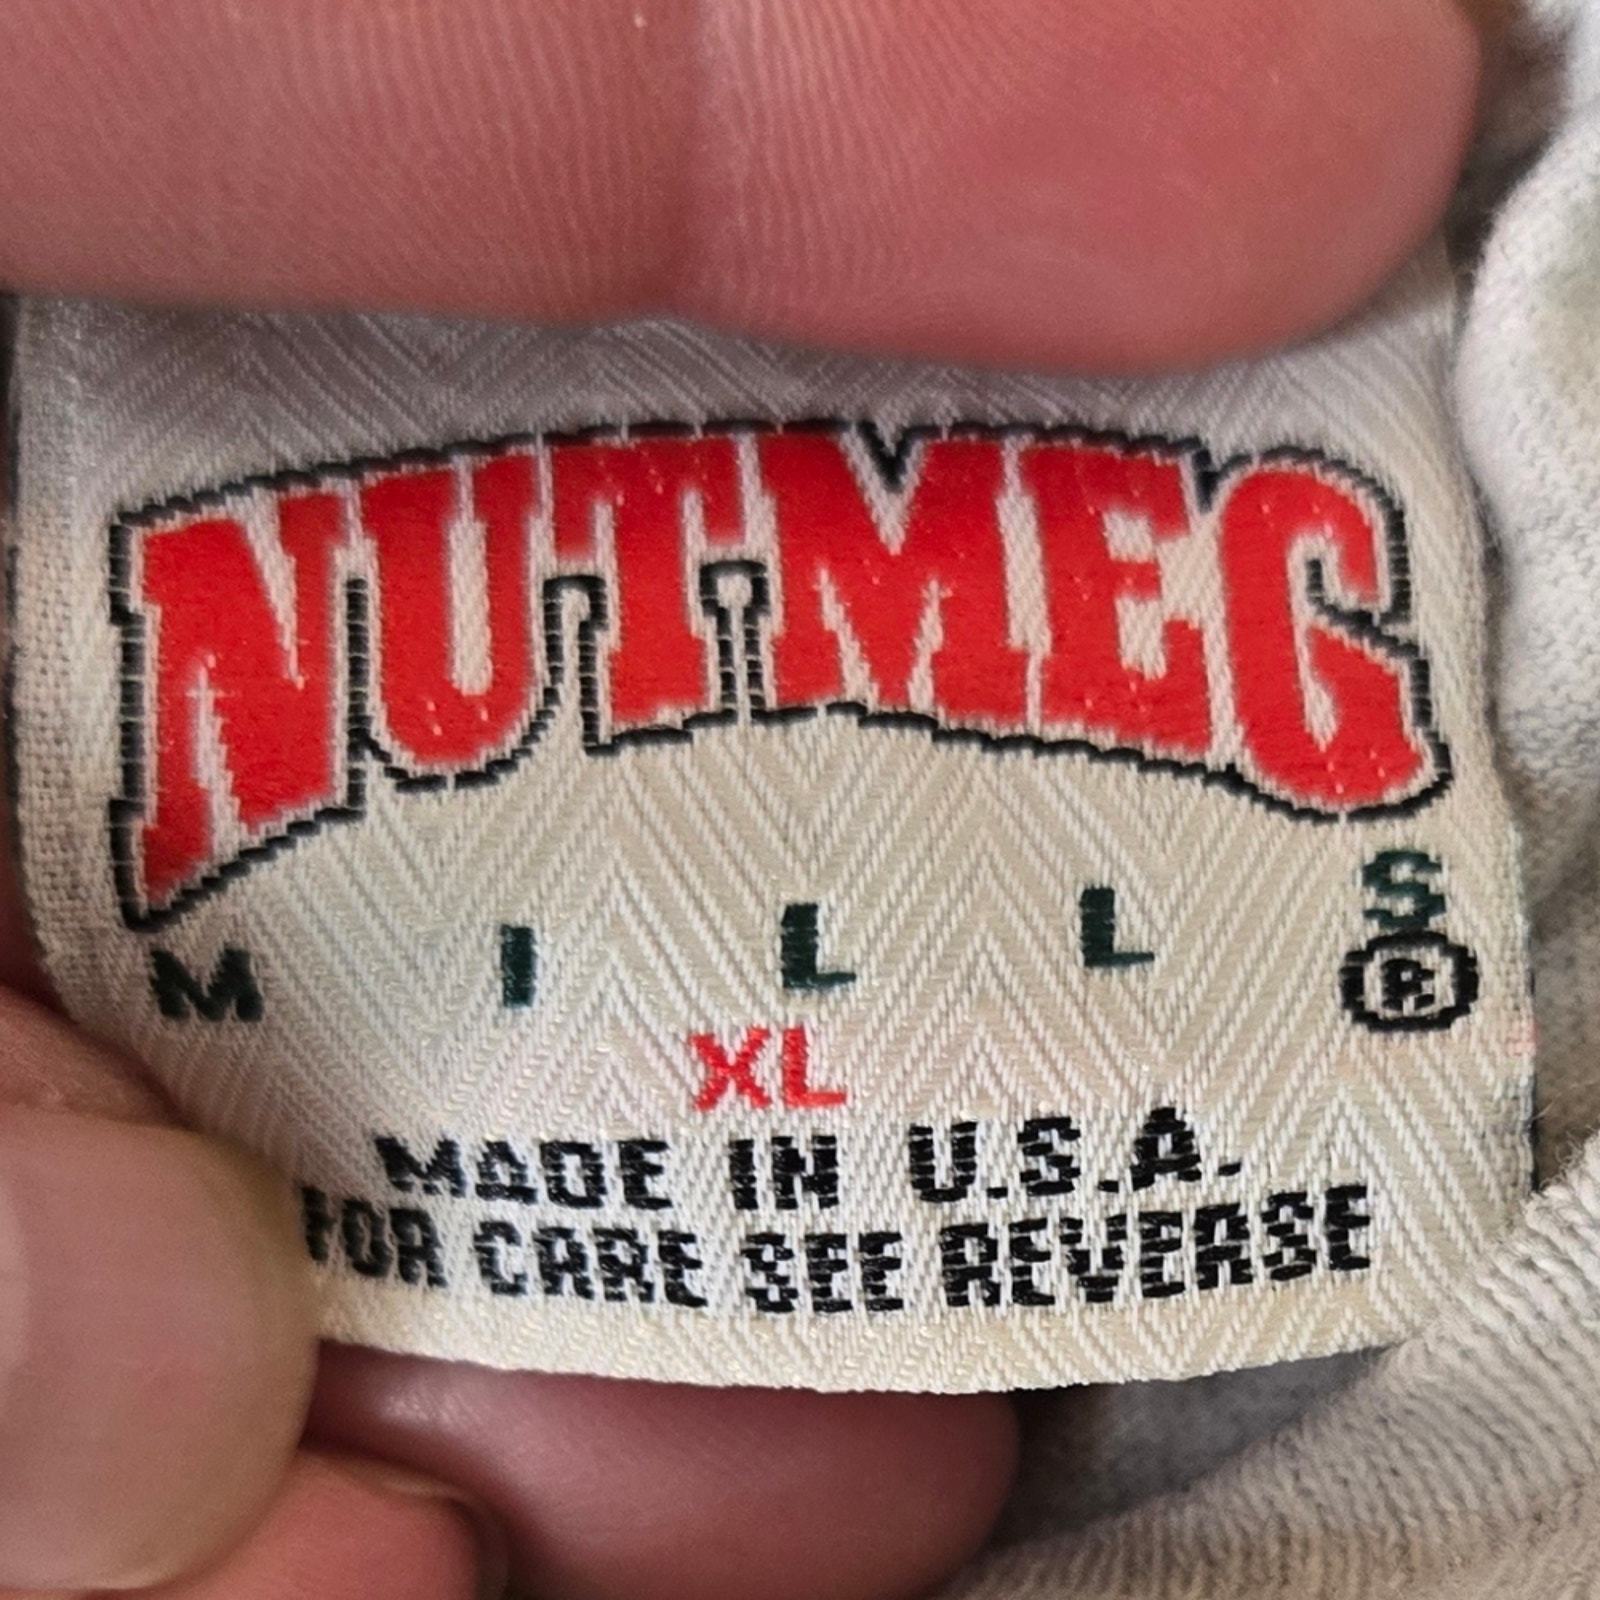 NUTMEG
MILLS
®
XL
MADE IN U.S.A.
FOR CARE SEE REVERSE